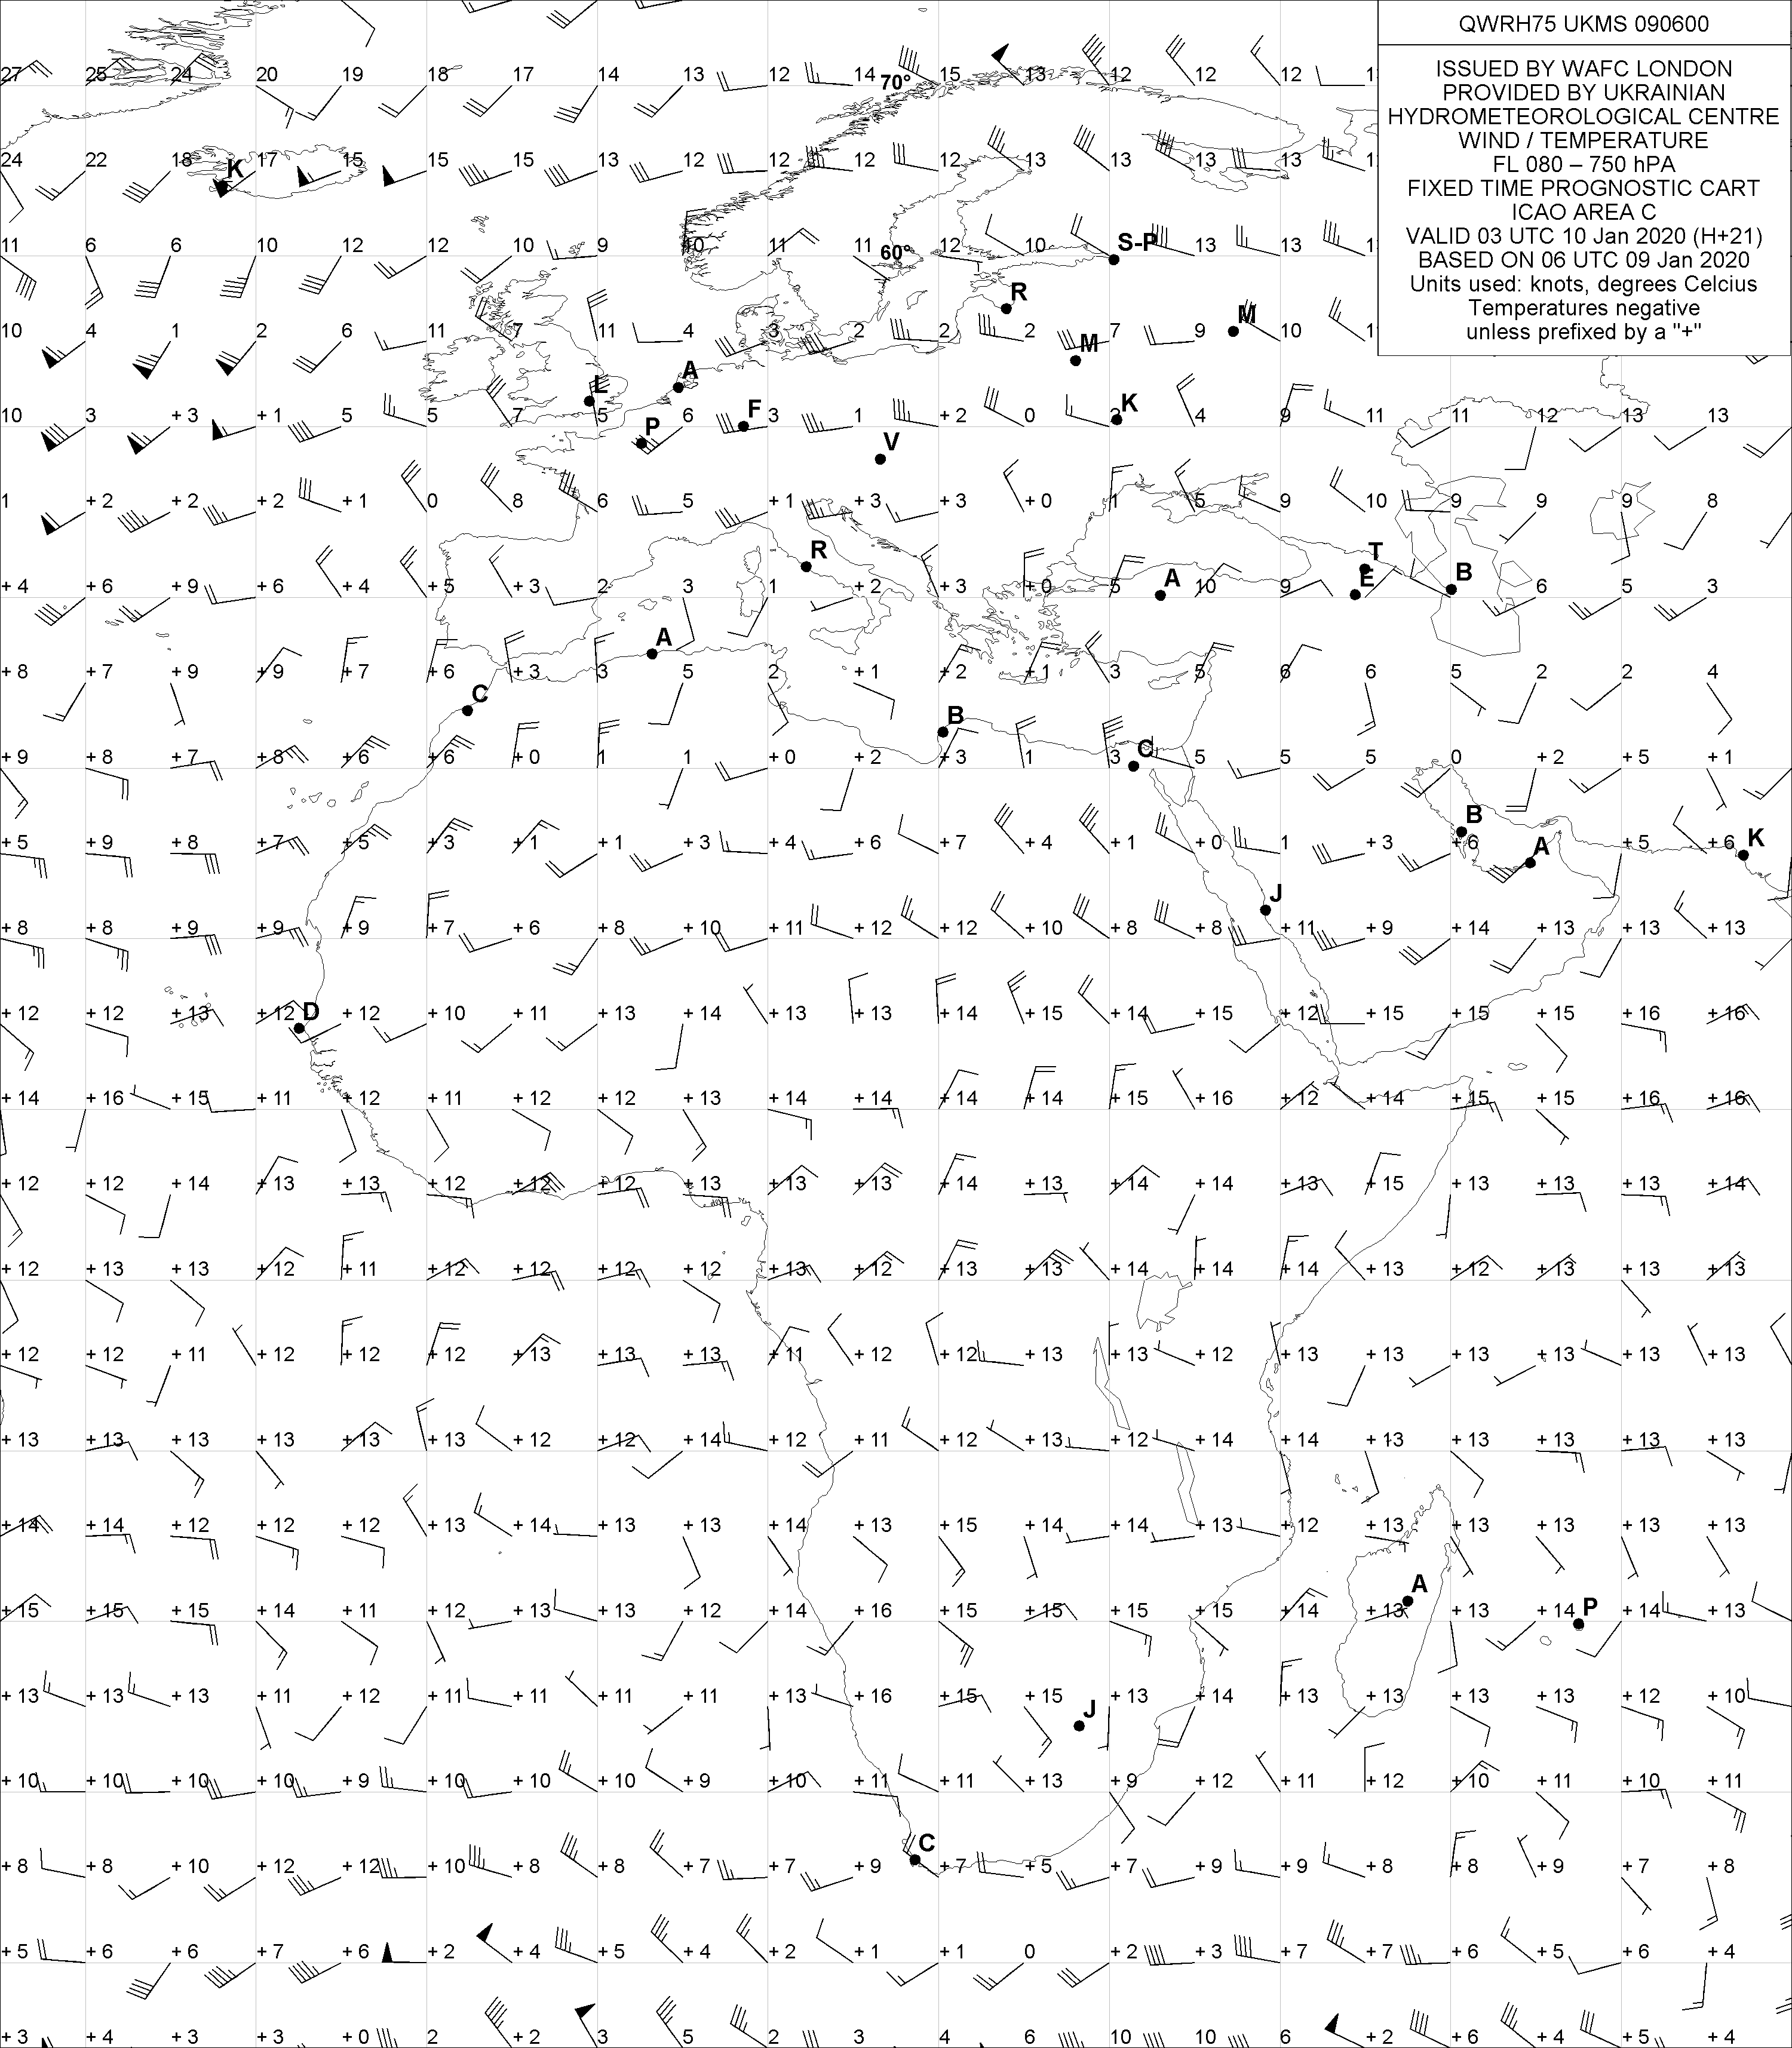 QWRH75 UKMS 090600
ISSUED BY WAFC LONDON
PROVIDED BY UKRAINIAN
HYDROMETEOROLOGICAL CENTRE
WIND / TEMPERATURE
FL 080 – 750 hPA
FIXED TIME PROGNOSTIC CART
ICAO AREA C
VALID 03 UTC 10 Jan 2020 (H+21)
BASED ON 06 UTC 09 Jan 2020
Units used: knots, degrees Celcius
Temperatures negative
unless prefixed by a "+"
27 25 24 20 19 18 17 14 13 12 14 70° 15 13 12 12 12
24 22 18 K 17 15 15 15 13 12 12 12 12 13 13 13 13
11 6 6 10 12 12 10 9 10 11 11 60° 12 10 S-P 13 13
R
10 4 1 2 6 11 7 11 4 3 2 2 2 M 7 9 M 10
L A
10 3 +3 +1 5 5 7 5 P 6 F 3 1 +2 0 K 4 9 11 11 12 13 13
V
1 +2 +2 +2 +1 0 8 6 5 +1 +3 +3 +0 1 5 9 10 9 9 9 8
R T
+4 +6 +9 +6 +4 +5 +3 2 3 1 +2 +3 +0 5 A 10 9 E B 6 5 3
A
+8 +7 +9 +9 +7 +6 +3 3 5 2 +1 +2 +1 3 5 6 6 5 2 2 4
C B
+9 +8 +7 +8 +6 +6 +0 1 1 +0 +2 +3 1 3 C 5 5 5 0 +2 +5 +1
B
+5 +9 +8 +7 +5 +3 +1 +1 +3 +4 +6 +7 +4 +1 +0 1 +3 +6 A +5 +6 K
J
+8 +8 +9 +9 +9 +7 +6 +8 +10 +11 +12 +12 +10 +8 +8 +11 +9 +14 +13 +13 +13
+12 +12 +13 +12 D +12 +10 +11 +13 +14 +13 +13 +14 +15 +14 +15 +12 +15 +15 +15 +16 +16
+14 +16 +15 +11 +12 +11 +12 +12 +13 +14 +14 +14 +14 +15 +16 +12 +14 +15 +15 +16 +16
+12 +12 +14 +13 +13 +12 +12 +12 +13 +13 +13 +14 +13 +14 +14 +13 +15 +13 +13 +13 +14
+12 +13 +13 +12 +11 +12 +12 +12 +12 +13 +12 +13 +13 +14 +14 +14 +13 +12 +13 +13 +13
+12 +12 +11 +12 +12 +12 +13 +13 +13 +11 +12 +12 +13 +13 +12 +13 +13 +13 +13 +13 +13
+13 +13 +13 +13 +13 +13 +12 +12 +14 +12 +11 +12 +13 +12 +14 +14 +13 +13 +13 +13 +13
+14 +14 +12 +12 +12 +13 +14 +13 +13 +14 +13 +15 +14 +14 +13 +12 +13 +13 +13 +13 +13
A
+15 +15 +15 +14 +11 +12 +13 +13 +12 +14 +16 +15 +15 +15 +15 +14 +13 +13 +14 P +14 +13
+13 +13 +13 +11 +12 +11 +11 +11 +11 +13 +16 +15 +15 J +13 +14 +13 +13 +13 +13 +12 +10
+10 +10 +10 +10 +9 +10 +10 +10 +9 +10 +11 +11 +13 +9 +12 +11 +12 +10 +11 +10 +11
C
+8 +8 +10 +12 +12 +10 +8 +8 +7 +7 +9 +7 +5 +7 +9 +9 +8 +8 +9 +7 +8
+5 +6 +6 +7 +6 +2 +4 +5 +4 +2 +1 +1 0 +2 +3 +7 +7 +6 +5 +6 +4
+3 +4 +3 +3 +0 2 +2 3 5 2 3 4 6 10 10 6 +2 +6 +4 +5 +4